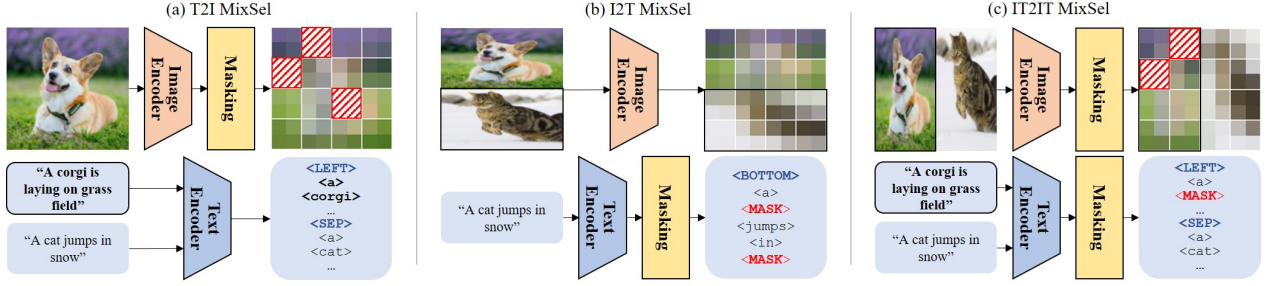 (a) T2I MixSel
Image
Encoder
Masking
“A corgi is
laying on grass
field”
“A cat jumps in
snow”
Text
Encoder
<LEFT>
<a>
<corgi>
...
<SEP>
<a>
<cat>
...
(b) I2T MixSel
Image
Encoder
“A cat jumps in
snow”
Text
Encoder
Masking
<BOTTOM>
<a>
<MASK>
<jumps>
<in>
<MASK>
(c) IT2IT MixSel
Image
Encoder
Masking
“A corgi is
laying on grass
field”
“A cat jumps in
snow”
Text
Encoder
Masking
<LEFT>
<a>
<MASK>
...
<SEP>
<a>
<cat>
...